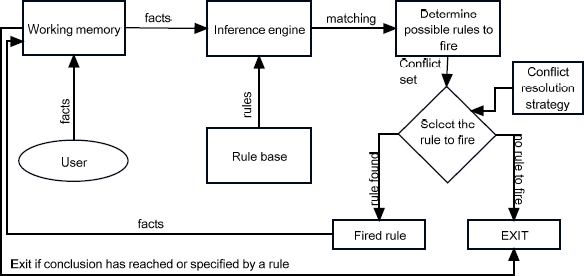 Working memory
facts
Inference engine
matching
Determine
possible rules to
fire
Conflict
set
Conflict
resolution
strategy
facts
rules
Select the
rule to fire
User
Rule base
rule found
no rule to fire
facts
Fired rule
EXIT
Exit if conclusion has reached or specified by a rule